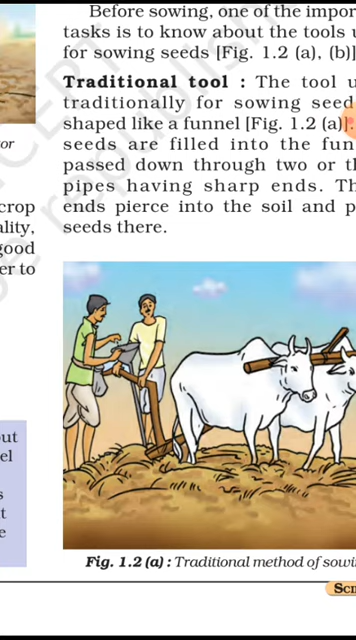 Before sowing, one of the impor
tasks is to know about the tools u
for sowing seeds [Fig. 1.2 (a), (b)]
Traditional tool : The tool u
traditionally for sowing seed
shaped like a funnel [Fig. 1.2 (a)].
seeds are filled into the fun
passed down through two or th
pipes having sharp ends. Th
ends pierce into the soil and p
seeds there.
or
crop
ality,
good
er to
out
el
s
t
e
Fig. 1.2 (a) : Traditional method of sowi
SCI